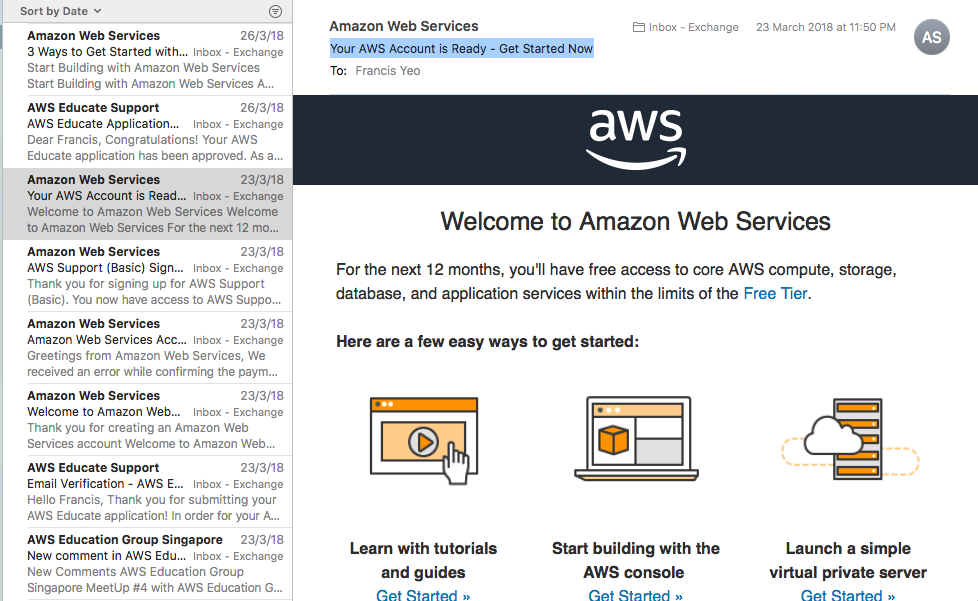 Sort by Date
Amazon Web Services 26/3/18
3 Ways to Get Started with... Inbox - Exchange
Start Building with Amazon Web Services
Start Building with Amazon Web Services A...
AWS Educate Support 26/3/18
AWS Educate Application... Inbox - Exchange
Dear Francis, Congratulations! Your AWS
Educate application has been approved. As a...
Amazon Web Services 23/3/18
Your AWS Account is Read... Inbox - Exchange
Welcome to Amazon Web Services Welcome
to Amazon Web Services For the next 12 mo...
Amazon Web Services 23/3/18
AWS Support (Basic) Sign... Inbox - Exchange
Thank you for signing up for AWS Support
(Basic). You now have access to AWS Suppo...
Amazon Web Services 23/3/18
Amazon Web Services Acc... Inbox - Exchange
Greetings from Amazon Web Services, We
received an error while confirming the paym...
Amazon Web Services 23/3/18
Welcome to Amazon Web... Inbox - Exchange
Thank you for creating an Amazon Web
Services account Welcome to Amazon Web...
AWS Educate Support 23/3/18
Email Verification - AWS E... Inbox - Exchange
Hello Francis, Thank you for submitting your
AWS Educate application! In order for your A...
AWS Education Group Singapore 23/3/18
New comment in AWS Edu... Inbox - Exchange
New Comments AWS Education Group
Singapore MeetUp #4 with AWS Education G...
Amazon Web Services Inbox - Exchange 23 March 2018 at 11:50 PM
AS
Your AWS Account is Ready - Get Started Now
To: Francis Yeo
aws
Welcome to Amazon Web Services
For the next 12 months, you'll have free access to core AWS compute, storage,
database, and application services within the limits of the Free Tier.
Here are a few easy ways to get started:
Learn with tutorials
and guides
Get Started »
Start building with the
AWS console
Get Started »
Launch a simple
virtual private server
Get Started »